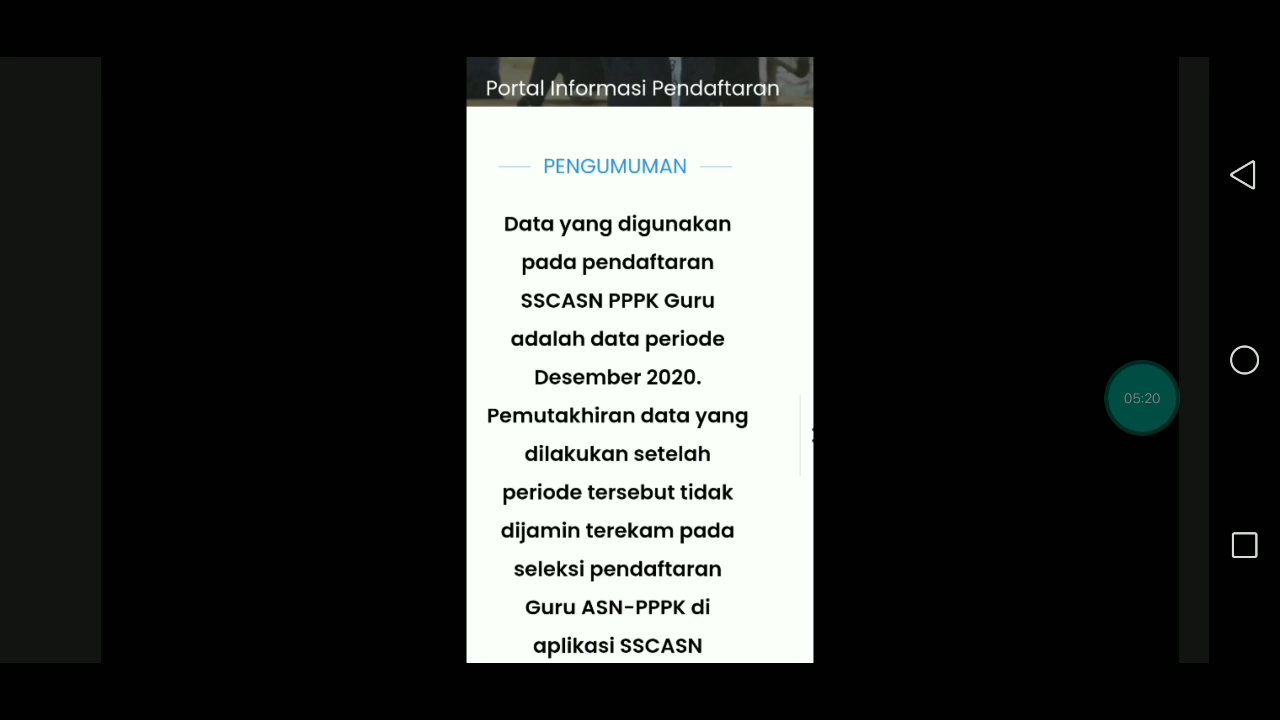 Portal Informasi Pendaftaran
PENGUMUMAN
Data yang digunakan
pada pendaftaran
SSCASN PPPK Guru
adalah data periode
Desember 2020.
Pemutakhiran data yang
dilakukan setelah
periode tersebut tidak
dijamin terekam pada
seleksi pendaftaran
Guru ASN-PPPK di
aplikasi SSCASN
05:20